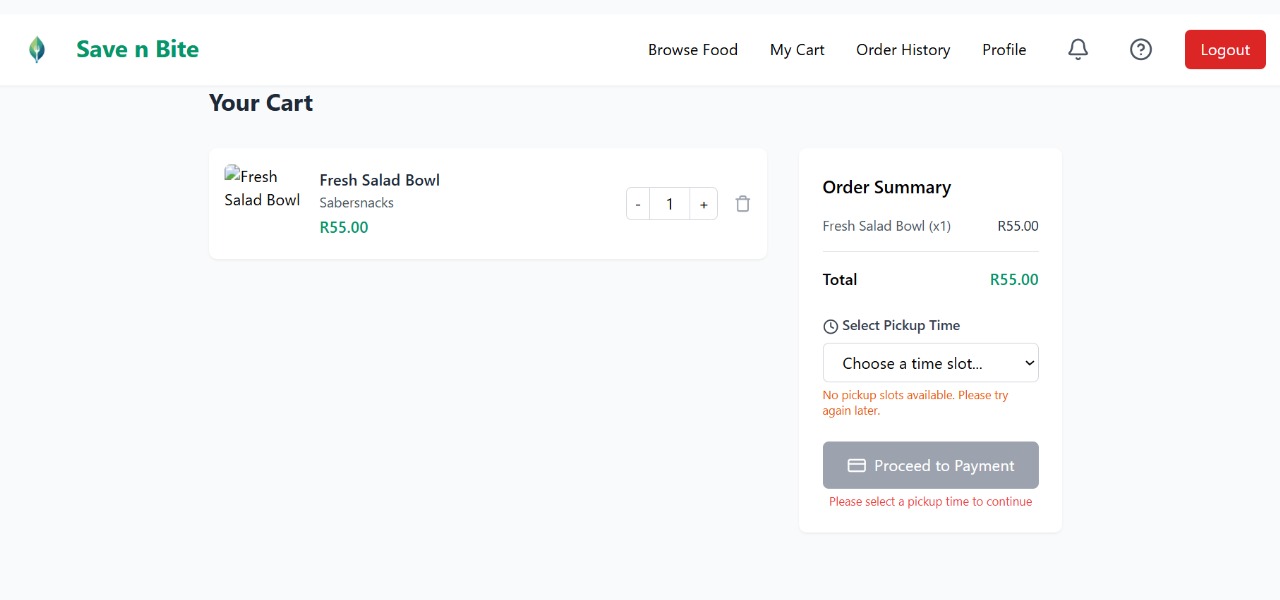 Save n Bite
Browse Food
My Cart
Order History
Profile
Logout
Your Cart
Fresh
Salad Bowl
Fresh Salad Bowl
Sabersnacks
R55.00
-
1
+
Order Summary
Fresh Salad Bowl (x1) R55.00
Total R55.00
Select Pickup Time
Choose a time slot...
No pickup slots available. Please try
again later.
Proceed to Payment
Please select a pickup time to continue